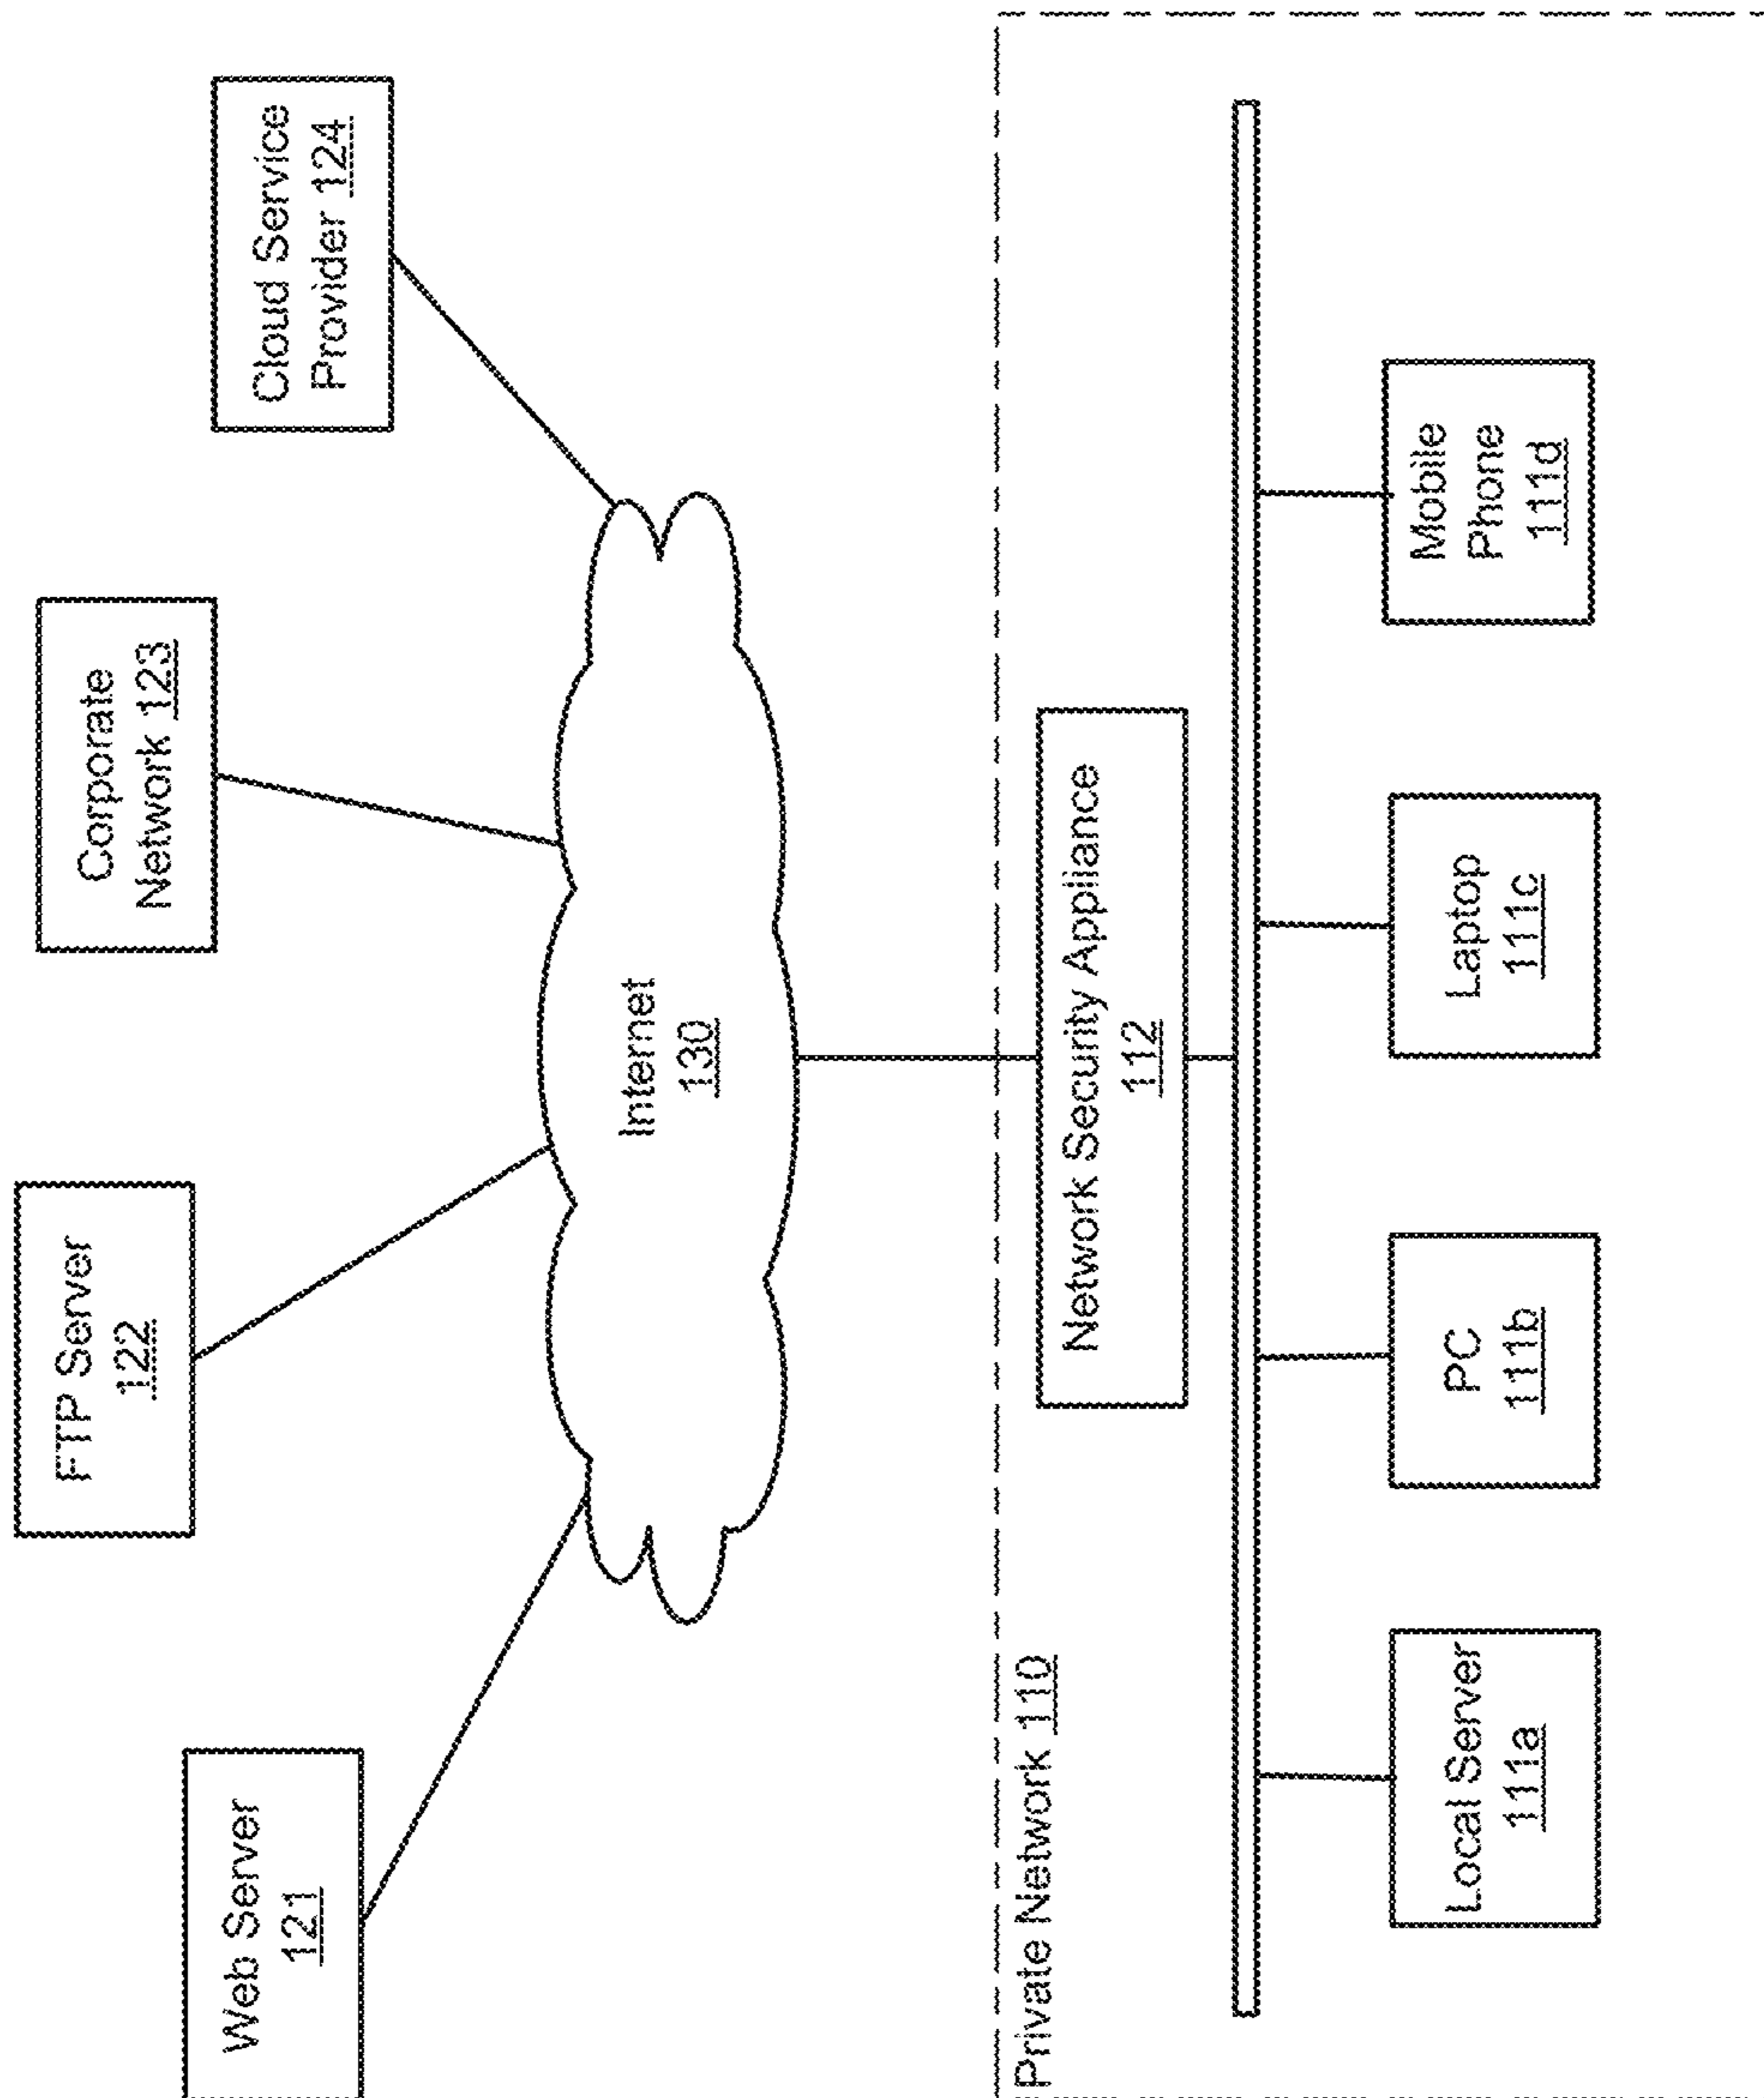 Web Server
121
FTP Server
122
Corporate
Network 123
Cloud Service
Provider 124
Internet
130
Private Network 110
Network Security Appliance
112
Local Server
111a
PC
111b
Laptop
111c
Mobile
Phone
111d